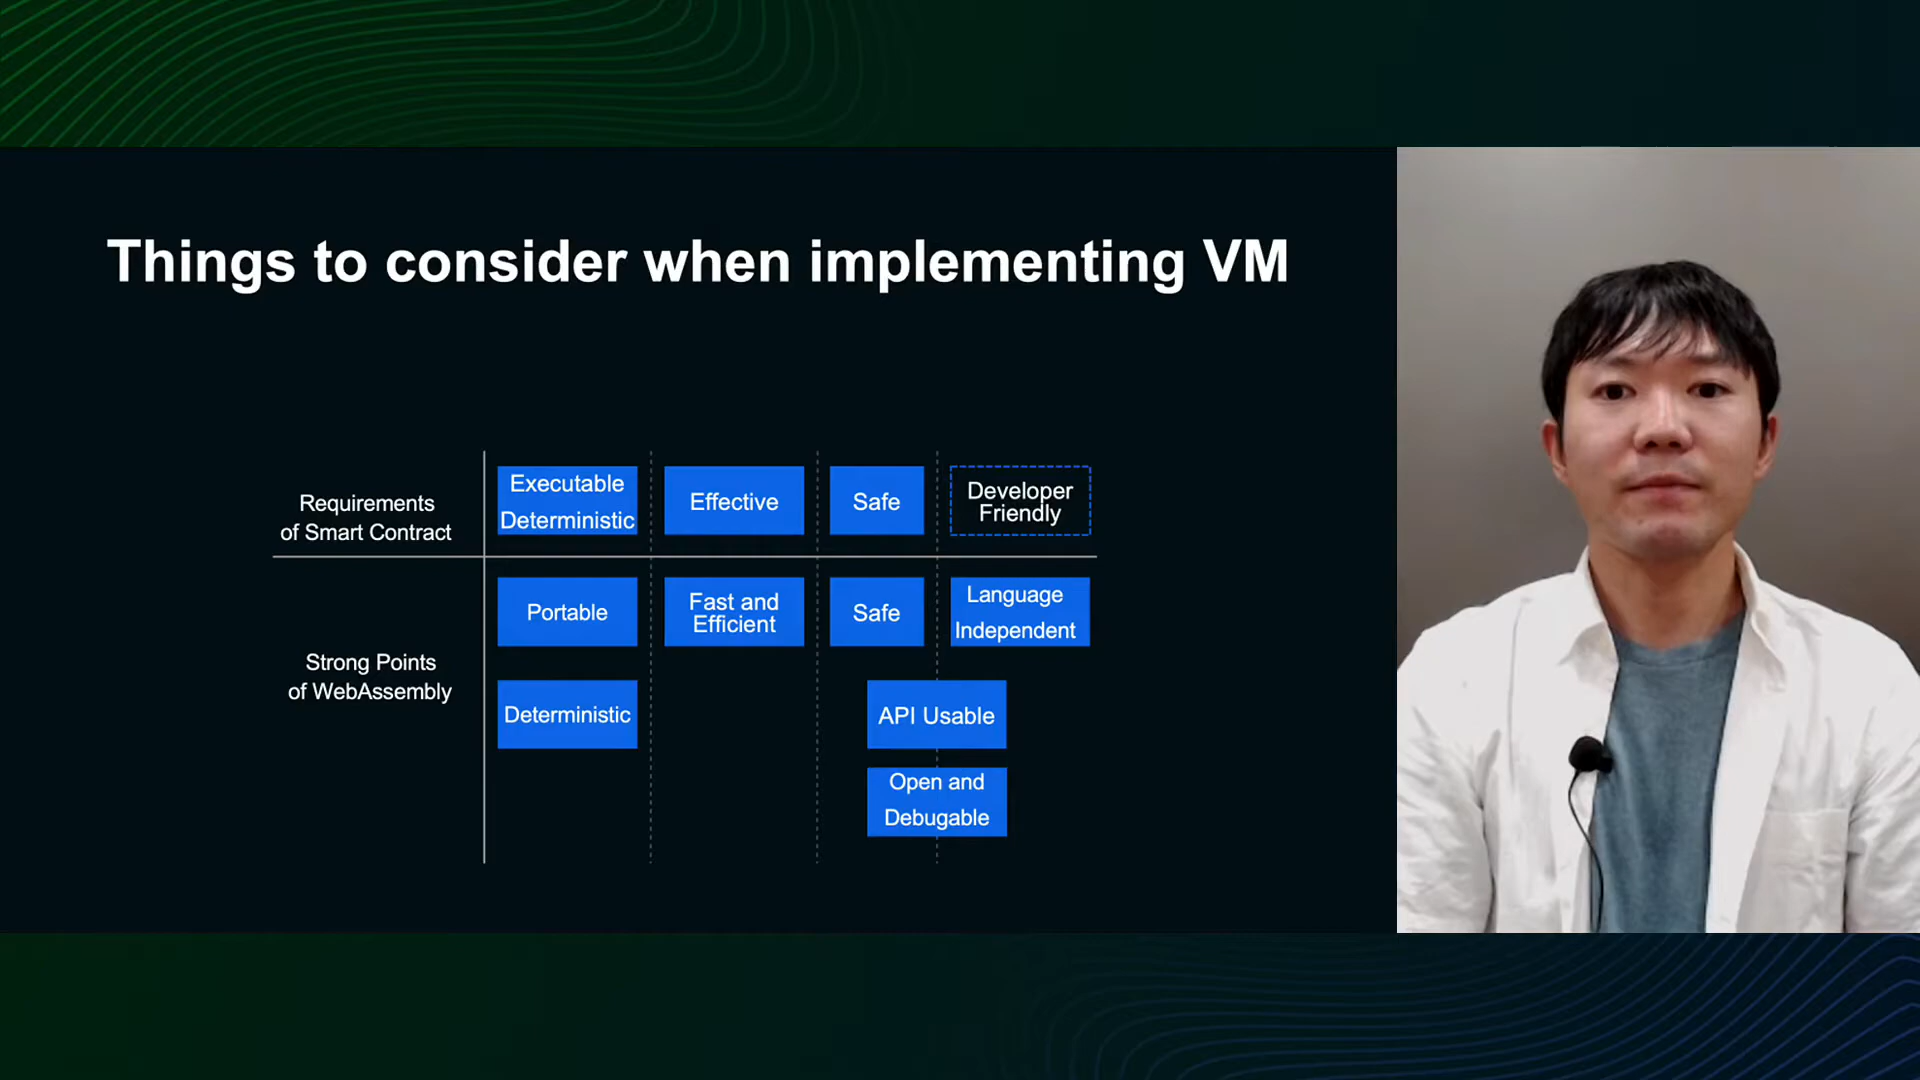 Things to consider when implementing VM
Requirements
of Smart Contract
Executable
Deterministic
Effective
Safe
Developer
Friendly
Strong Points
of WebAssembly
Portable
Fast and
Efficient
Safe
Language
Independent
Deterministic
API Usable
Open and
Debugable